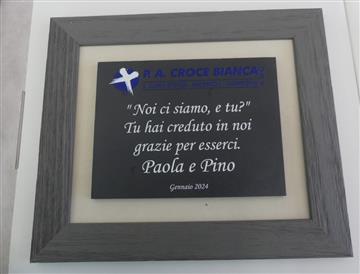 P. A. CROCE BIANCA
"Noi ci siamo, e tu?"
Tu hai creduto in noi
grazie per esserci.
Paola e Pino
Gennaio 2024